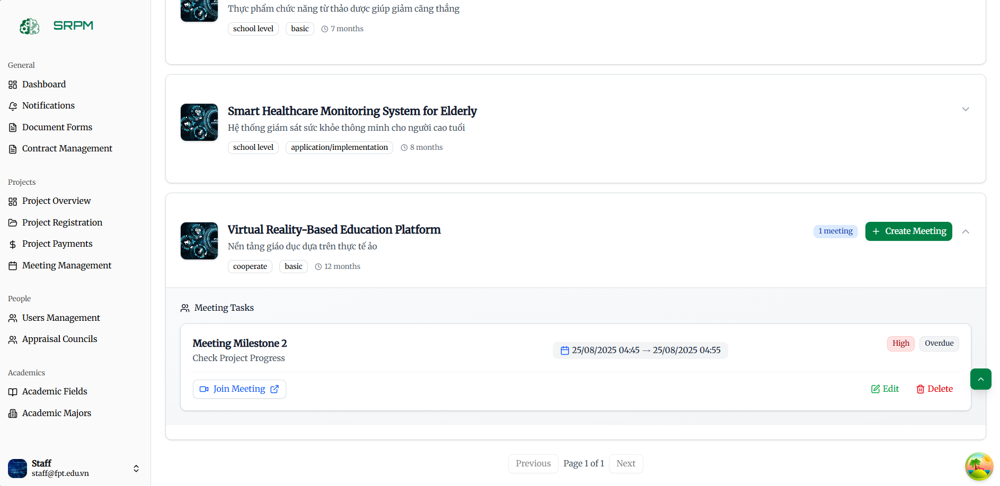 SRPM
General
Dashboard
Notifications
Document Forms
Contract Management
Projects
Project Overview
Project Registration
Project Payments
Meeting Management
People
Users Management
Appraisal Councils
Academics
Academic Fields
Academic Majors
Staff
staff@fpt.edu.vn
Thực phẩm chức năng từ thảo dược giúp giảm căng thẳng
school level basic 7 months
Smart Healthcare Monitoring System for Elderly
Hệ thống giám sát sức khỏe thông minh cho người cao tuổi
school level application/implementation 8 months
Virtual Reality-Based Education Platform
1 meeting + Create Meeting
Nền tảng giáo dục dựa trên thực tế ảo
cooperate basic 12 months
Meeting Tasks
Meeting Milestone 2
Check Project Progress
25/08/2025 04:45 → 25/08/2025 04:55
High Overdue
Join Meeting
Edit Delete
Previous Page 1 of 1 Next